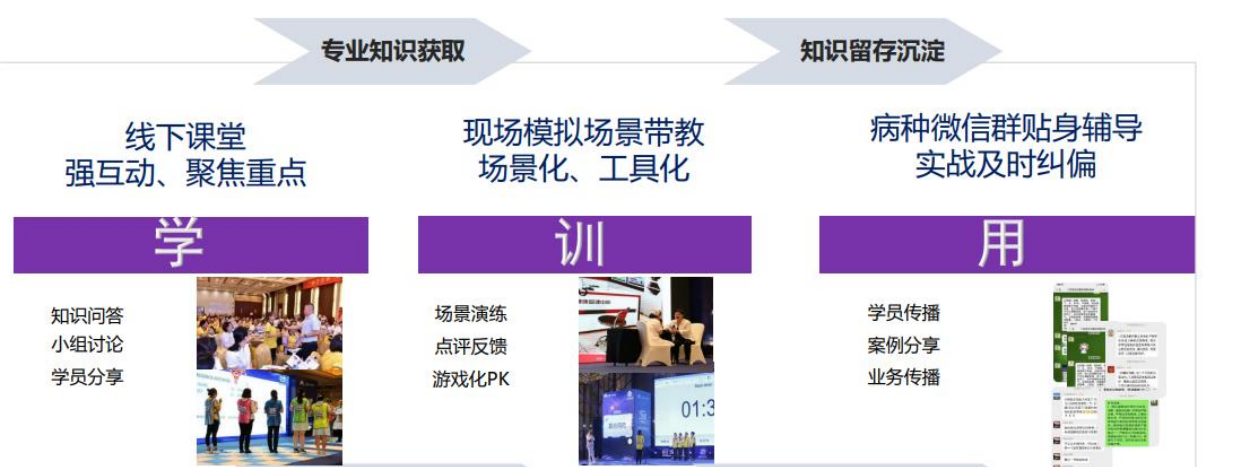 专业知识获取
知识留存沉淀
线下课堂
强互动、聚焦重点
学
知识问答
小组讨论
学员分享
现场模拟场景带教
场景化、工具化
训
场景演练
点评反馈
游戏化PK
01:3
病种微信群贴身辅导
实战及时纠偏
用
学员传播
案例分享
业务传播